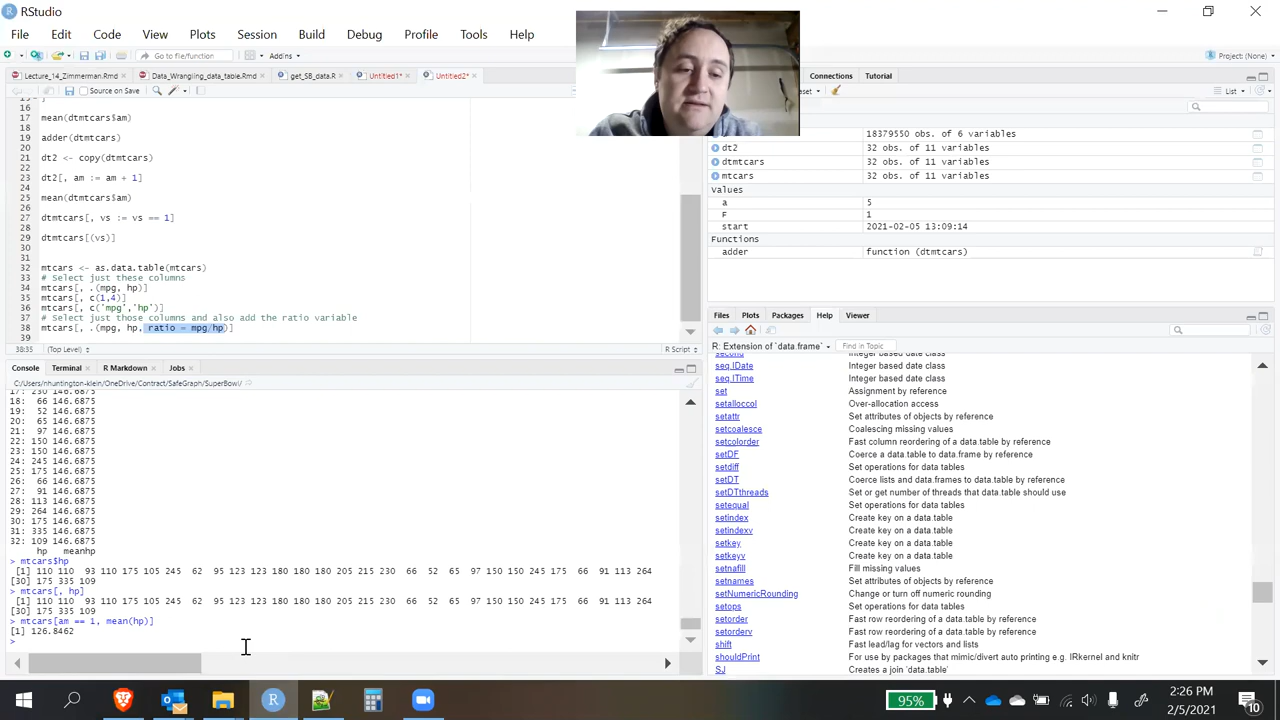 RStudio
File Edit Code View Plots Session Build Debug Profile Tools Help
Go to file/function
Addins
Project: (None)
Lecture_14_Zimmerman.Rmd
Data_Wrangling_data_table.Rmd
get_SB_data.R
Untitled1*
Untitled2*
Connections
Tutorial
Source on Save
List
16
17 mean(dtmtcars$am)
18
19 adder(dtmtcars)
20
21 dt2 <- copy(dtmtcars)
22
23 dt2[, am := am + 1]
24
25 mean(dtmtcars$am)
26
27 dtmtcars[, vs := vs == 1]
28
29 dtmtcars[(vs)]
30
32 mtcars <- as.data.table(mtcars)
33 # Select just these columns
34 mtcars[, .(mpg, hp)]
35 mtcars[, c(1,4)]
36 mtcars[, c('mpg','hp')]
37 # Select just those columns and also add the ratio variable
38 mtcars[, .(mpg, hp, ratio = mpg/hp)]
39
(Top Level)
R Script
18379550 obs. of 6 variables
dt2 32 obs. of 11 variables
dtmtcars 32 obs. of 11 variables
mtcars 32 obs. of 11 variables
Values
a 5
F 1
start 2021-02-05 13:09:14
Functions
adder function (dtmtcars)
Console Terminal R Markdown Jobs
C:/Users/nhuntington-klein/OneDrive/Contract/SafeGraph/SuperBowl/
18: 230 146.6875
19: 52 146.6875
20: 65 146.6875
21: 97 146.6875
22: 150 146.6875
23: 150 146.6875
24: 245 146.6875
25: 175 146.6875
26: 66 146.6875
27: 91 146.6875
28: 113 146.6875
29: 264 146.6875
30: 175 146.6875
31: 335 146.6875
32: 109 146.6875
hp meanhp
> mtcars$hp
[1] 110 110 93 110 175 105 245 62 95 123 123 180 180 180 205 215 230 66 52 65 97 150 150 245 175 66 91 113 264
[30] 175 335 109
> mtcars[, hp]
[1] 110 110 93 110 175 105 245 62 95 123 123 180 180 180 205 215 230 66 52 65 97 150 150 245 175 66 91 113 264
[30] 175 335 109
> mtcars[am == 1, mean(hp)]
[1] 126.8462
>
Files Plots Packages Help Viewer
R: Extension of `data.frame`
Find in Topic
second Integer based date class
seq.IDate Integer based date class
seq.ITime Integer based date class
set Assignment by reference
setalloccol Over-allocation access
setattr Set attributes of objects by reference
setcoalesce Coalescing missing values
setcolorder Fast column reordering of a data.table by reference
setDF Coerce a data.table to data.frame by reference
setdiff Set operations for data tables
setDT Coerce lists and data.frames to data.table by reference
setDTthreads Set or get number of threads that data.table should use
setequal Set operations for data tables
setindex Create key on a data.table
setindexv Create key on a data.table
setkey Create key on a data.table
setkeyv Create key on a data.table
setnafill Fill missing values
setnames Set attributes of objects by reference
setNumericRounding Change or turn off numeric rounding
setops Set operations for data tables
setorder Fast row reordering of a data.table by reference
setorderv Fast row reordering of a data.table by reference
shift Fast lead/lag for vectors and lists
shouldPrint For use by packages that mimic/divert auto printing e.g. IRkernel and knitr
SJ Creates a join `data.table`
95%
2:26 PM
2/5/2021
10